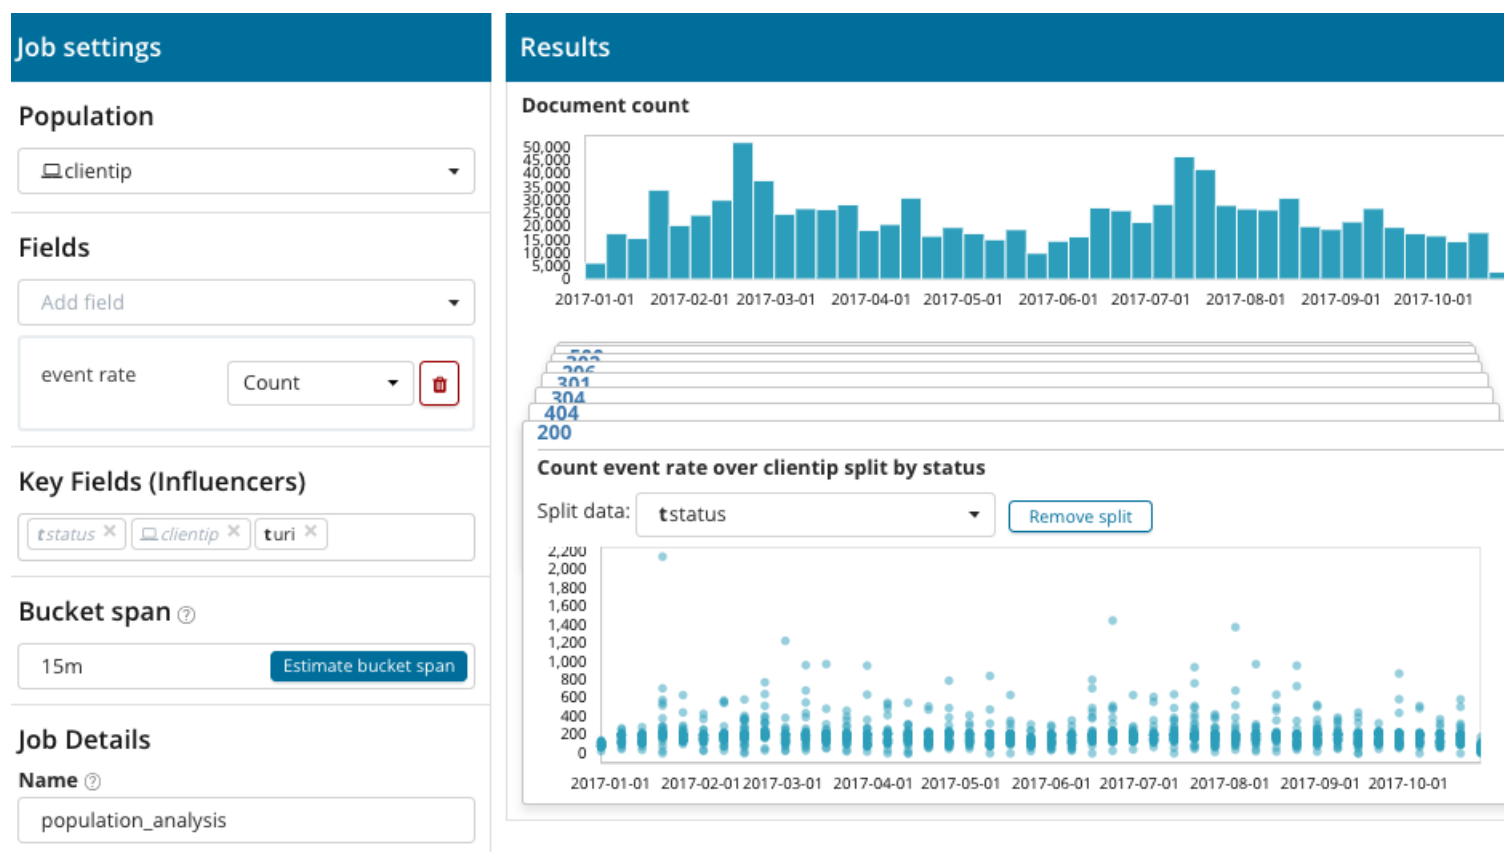 Job settings
Population
clientip
Fields
Add field
event rate
Count
Key Fields (Influencers)
t status × clientip × t uri ×
Bucket span ?
15m
Estimate bucket span
Job Details
Name ?
population_analysis
Results
Document count
50,000
45,000
40,000
35,000
30,000
25,000
20,000
15,000
10,000
5,000
0
2017-01-01 2017-02-01 2017-03-01 2017-04-01 2017-05-01 2017-06-01 2017-07-01 2017-08-01 2017-09-01 2017-10-01
302
206
301
304
404
200
Count event rate over clientip split by status
Split data: t status
Remove split
2,200
2,000
1,800
1,600
1,400
1,200
1,000
800
600
400
200
0
2017-01-01 2017-02-01 2017-03-01 2017-04-01 2017-05-01 2017-06-01 2017-07-01 2017-08-01 2017-09-01 2017-10-01